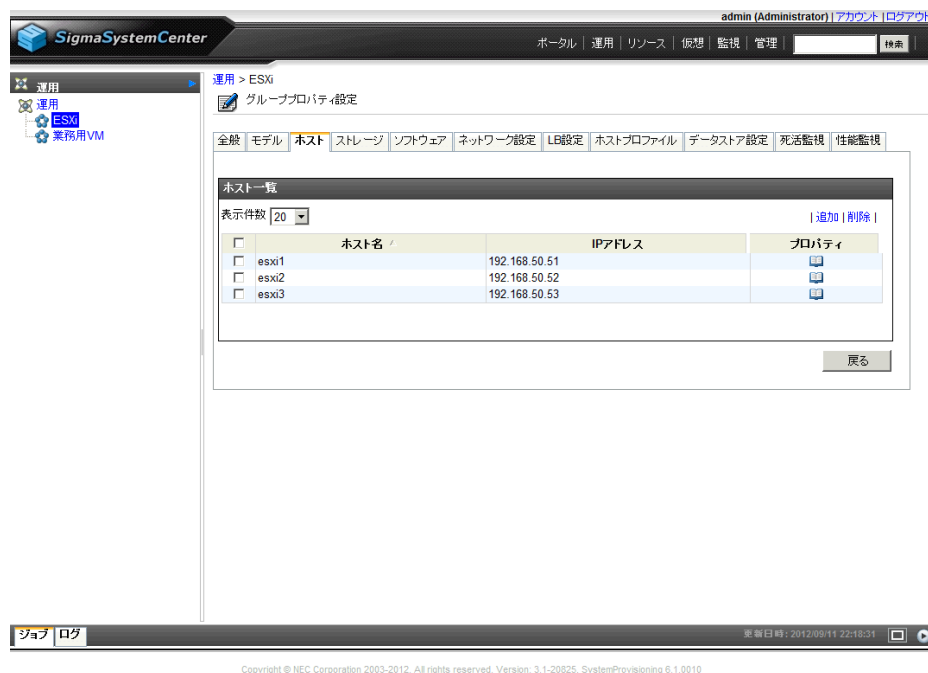 admin (Administrator) | アカウント | ログアウト
SigmaSystemCenter
ポータル | 運用 | リソース | 仮想 | 監視 | 管理 | 検索 |
運用
運用
ESXi
業務用VM
運用 > ESXi
グループプロパティ設定
全般 モデル ホスト ストレージ ソフトウェア ネットワーク設定 LB設定 ホストプロファイル データストア設定 死活監視 性能監視
ホスト一覧
表示件数 20
| 追加 | 削除 |
ホスト名 IPアドレス プロパティ
esxi1 192.168.50.51
esxi2 192.168.50.52
esxi3 192.168.50.53
戻る
ジョブ ログ
更新日時 : 2012/09/11 22:18:31
Copyright © NEC Corporation 2003-2012. All rights reserved. Version: 3.1-20825. SystemProvisioning 6.1.0010